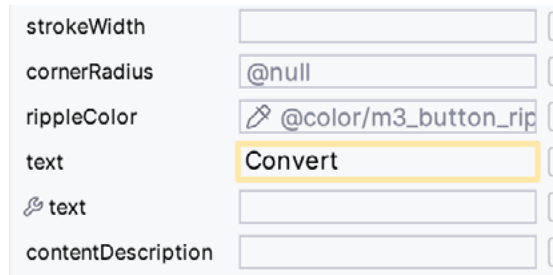 strokeWidth
cornerRadius @null
rippleColor @color/m3_button_rip
text Convert
text
contentDescription